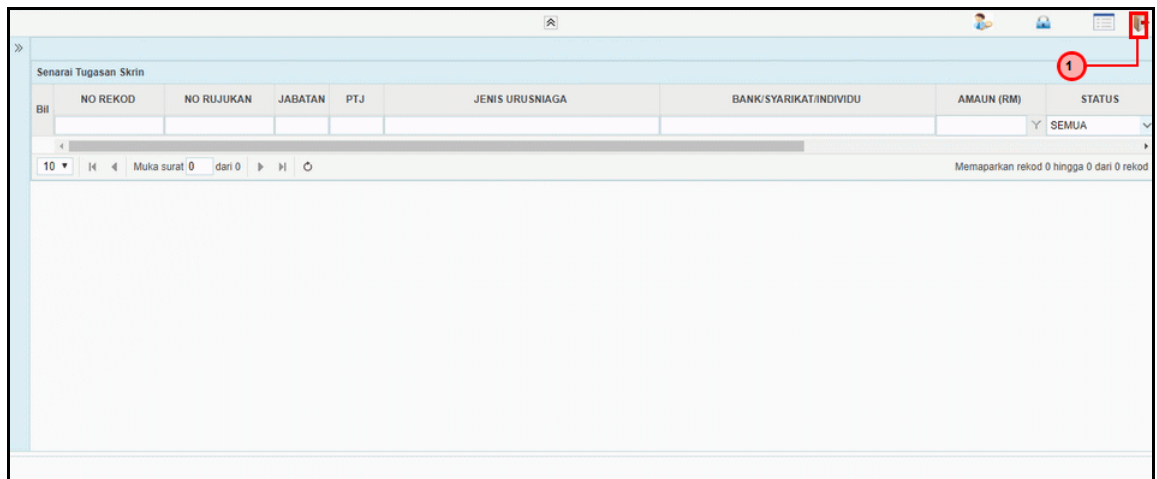 1
Senarai Tugasan Skrin
Bil NO REKOD NO RUJUKAN JABATAN PTJ JENIS URUSNIAGA BANK/SYARIKAT/INDIVIDU AMAUN (RM) STATUS
SEMUA
10 Muka surat 0 dari 0 Memaparkan rekod 0 hingga 0 dari 0 rekod